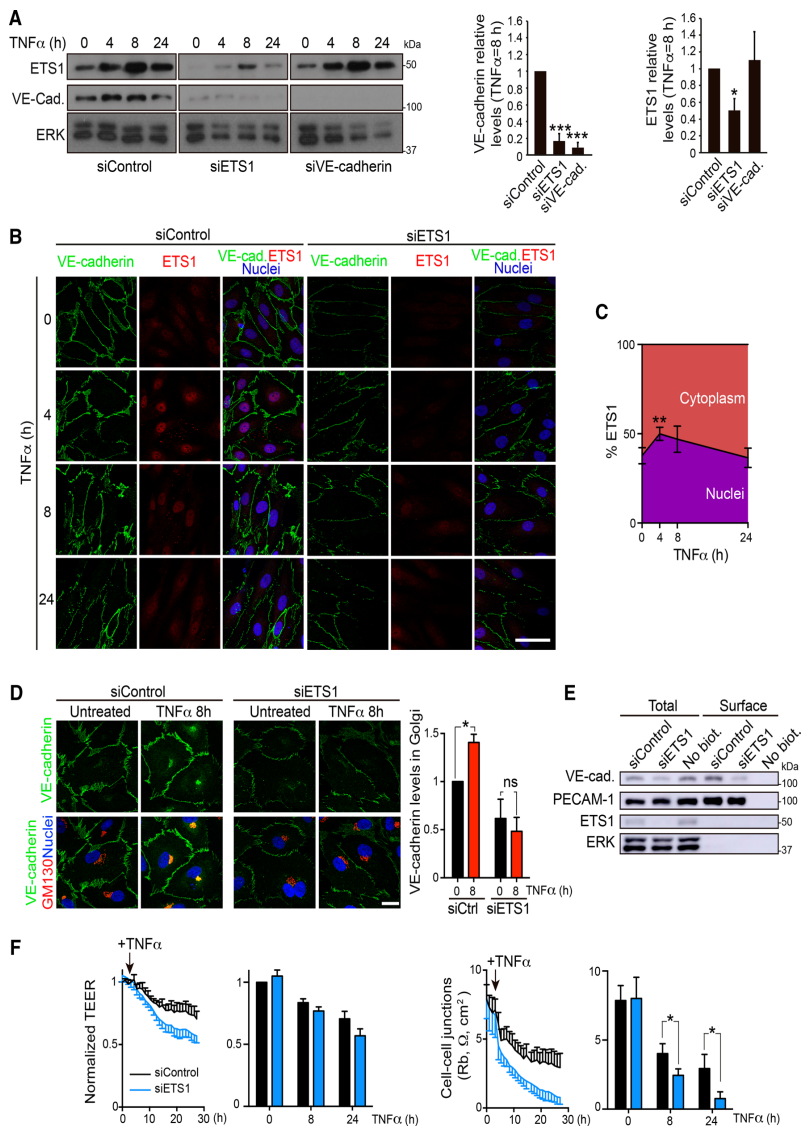 A
TNFα (h) 0 4 8 24 0 4 8 24 0 4 8 24 kDa
ETS1
-50
VE-Cad.
-100
ERK
-37
siControl siETS1 siVE-cadherin
VE-cadherin relative
levels (TNFα=8 h)
1.6
1.4
1.2
1.0
0.8
0.6
0.4
0.2
0
*** ***
siControl
siETS1
siVE-cad.
ETS1 relative
levels (TNFα=8 h)
1.6
1.4
1.2
1.0
0.8
0.6
0.4
0.2
0
*
siControl
siETS1
siVE-cad.
B
siControl siETS1
VE-cadherin ETS1 VE-cad.ETS1 VE-cadherin ETS1 VE-cad.ETS1
Nuclei Nuclei
TNFα (h)
0
4
8
24
C
% ETS1
100
50
0
**
Cytoplasm
Nuclei
0 4 8 24
TNFα (h)
D
siControl siETS1
Untreated TNFα 8h Untreated TNFα 8h
VE-cadherin
VE-cadherin
GM130Nuclei
VE-cadherin levels in Golgi
1.5
1
0.5
0
*
ns
0 8 0 8 TNFα (h)
siCtrl siETS1
E
Total Surface
siControl
siETS1
No biot.
siControl
siETS1
No biot.
kDa
VE-cad.
-100
PECAM-1
-100
ETS1
-50
ERK
-37
F
+TNFα
Normalized TEER
1
0.5
0
siControl
siETS1
0 10 20 30 (h)
1
0.5
0
0 8 24 TNFα (h)
+TNFα
Cell-cell junctions
(Rb, Ω, cm²)
10
5
0
0 10 20 30 (h)
10
5
0
*
*
0 8 24 TNFα (h)